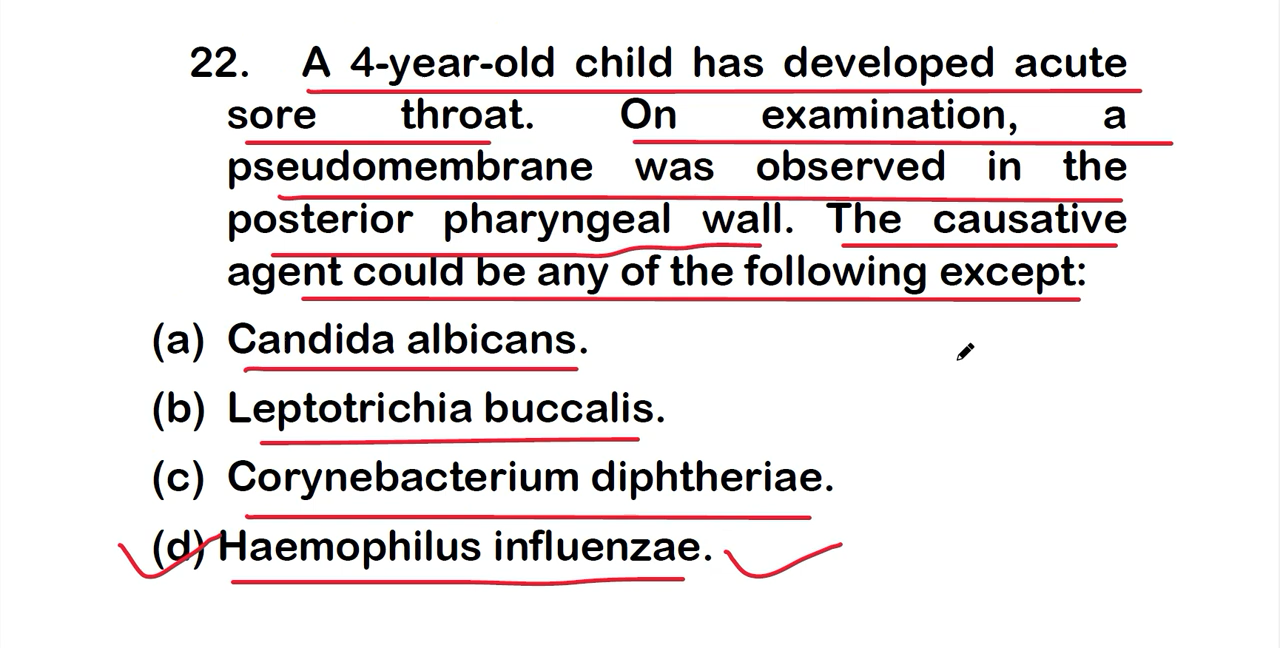 22. A 4-year-old child has developed acute
sore throat. On examination, a
pseudomembrane was observed in the
posterior pharyngeal wall. The causative
agent could be any of the following except:
(a) Candida albicans.
(b) Leptotrichia buccalis.
(c) Corynebacterium diphtheriae.
(d) Haemophilus influenzae.